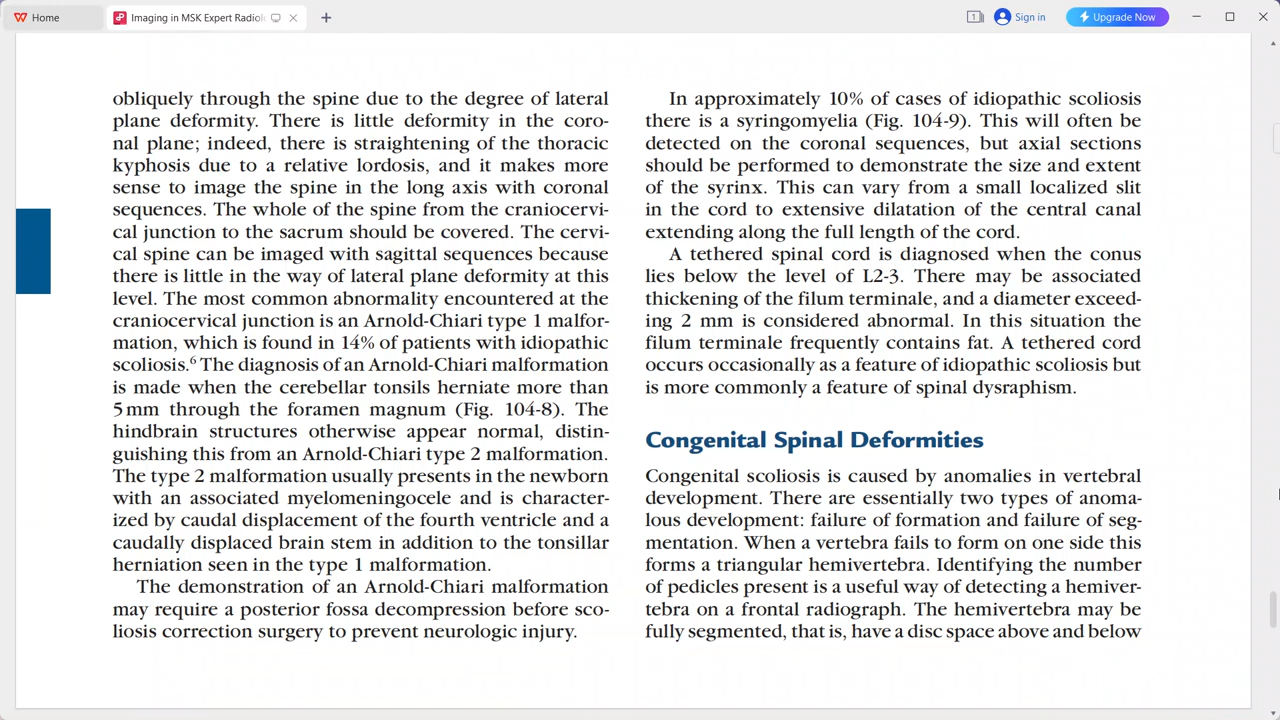 Home
Imaging in MSK Expert Radiolo
1
Sign in
Upgrade Now
obliquely through the spine due to the degree of lateral
plane deformity. There is little deformity in the coro-
nal plane; indeed, there is straightening of the thoracic
kyphosis due to a relative lordosis, and it makes more
sense to image the spine in the long axis with coronal
sequences. The whole of the spine from the craniocervi-
cal junction to the sacrum should be covered. The cervi-
cal spine can be imaged with sagittal sequences because
there is little in the way of lateral plane deformity at this
level. The most common abnormality encountered at the
craniocervical junction is an Arnold-Chiari type 1 malfor-
mation, which is found in 14% of patients with idiopathic
scoliosis.⁶ The diagnosis of an Arnold-Chiari malformation
is made when the cerebellar tonsils herniate more than
5 mm through the foramen magnum (Fig. 104-8). The
hindbrain structures otherwise appear normal, distin-
guishing this from an Arnold-Chiari type 2 malformation.
The type 2 malformation usually presents in the newborn
with an associated myelomeningocele and is character-
ized by caudal displacement of the fourth ventricle and a
caudally displaced brain stem in addition to the tonsillar
herniation seen in the type 1 malformation.
The demonstration of an Arnold-Chiari malformation
may require a posterior fossa decompression before sco-
liosis correction surgery to prevent neurologic injury.
In approximately 10% of cases of idiopathic scoliosis
there is a syringomyelia (Fig. 104-9). This will often be
detected on the coronal sequences, but axial sections
should be performed to demonstrate the size and extent
of the syrinx. This can vary from a small localized slit
in the cord to extensive dilatation of the central canal
extending along the full length of the cord.
A tethered spinal cord is diagnosed when the conus
lies below the level of L2-3. There may be associated
thickening of the filum terminale, and a diameter exceed-
ing 2 mm is considered abnormal. In this situation the
filum terminale frequently contains fat. A tethered cord
occurs occasionally as a feature of idiopathic scoliosis but
is more commonly a feature of spinal dysraphism.
Congenital Spinal Deformities
Congenital scoliosis is caused by anomalies in vertebral
development. There are essentially two types of anoma-
lous development: failure of formation and failure of seg-
mentation. When a vertebra fails to form on one side this
forms a triangular hemivertebra. Identifying the number
of pedicles present is a useful way of detecting a hemiver-
tebra on a frontal radiograph. The hemivertebra may be
fully segmented, that is, have a disc space above and below